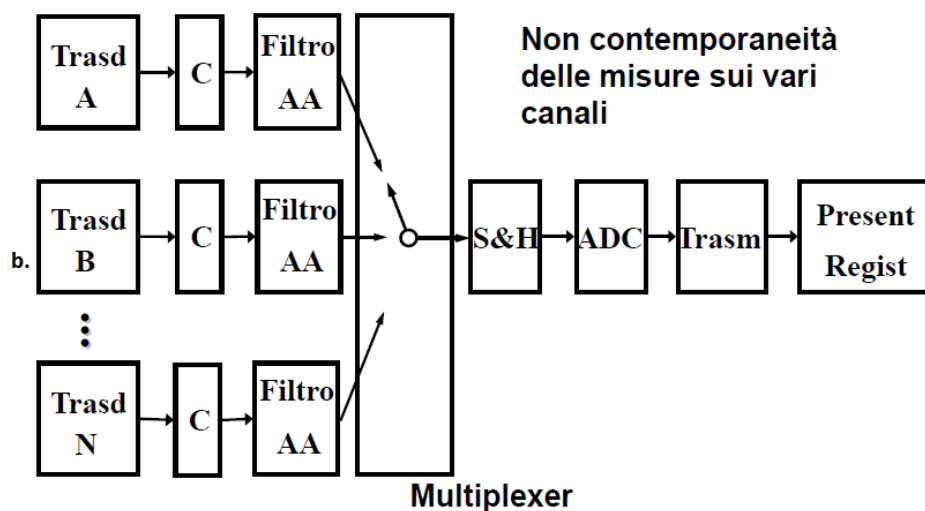 Trasd
A
C
Filtro
AA
Non contemporaneità
delle misure sui vari
canali
b.
Trasd
B
C
Filtro
AA
S&H
ADC
Trasm
Present
Regist
Trasd
N
C
Filtro
AA
Multiplexer